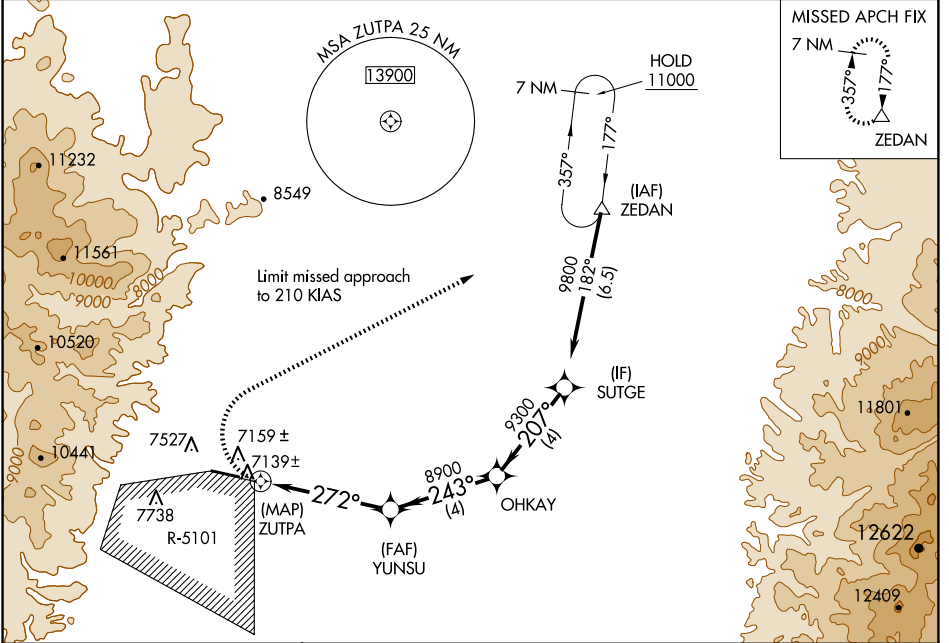 MSA ZUTPA 25 NM
13900
MISSED APCH FIX
7 NM
357°
177°
ZEDAN
HOLD
11000
7 NM
357°
177°
(IAF)
ZEDAN
11232
8549
11561
10000
9000
8000
9800
182°
(6.5)
Limit missed approach
to 210 KIAS
8000
9000
10520
(IF)
SUTGE
9300
207°
(4)
11801
7527
7159 ±
7139±
10441
9000
8900
243°
(4)
OHKAY
272°
(MAP)
ZUTPA
7738
R-5101
(FAF)
YUNSU
12622
12409